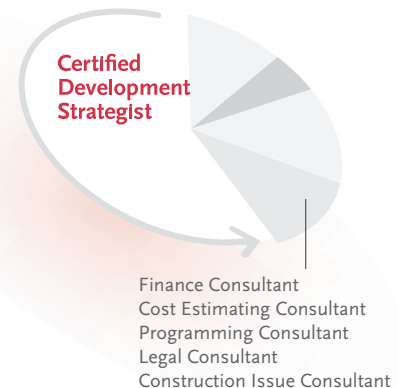 Certified
Development
Strategist
Finance Consultant
Cost Estimating Consultant
Programming Consultant
Legal Consultant
Construction Issue Consultant